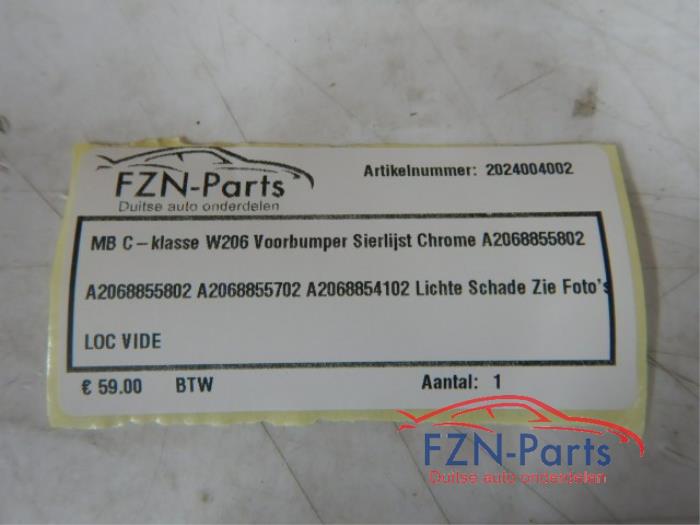 FZN-Parts
Duitse auto onderdelen
Artikelnummer: 2024004002
MB C-klasse W206 Voorbumper Sierlijst Chrome A2068855802
A2068855802 A2068855702 A2068854102 Lichte Schade Zie Foto's
LOC VIDE
€ 59.00 BTW Aantal: 1
FZN-Parts
Duitse auto onderdelen